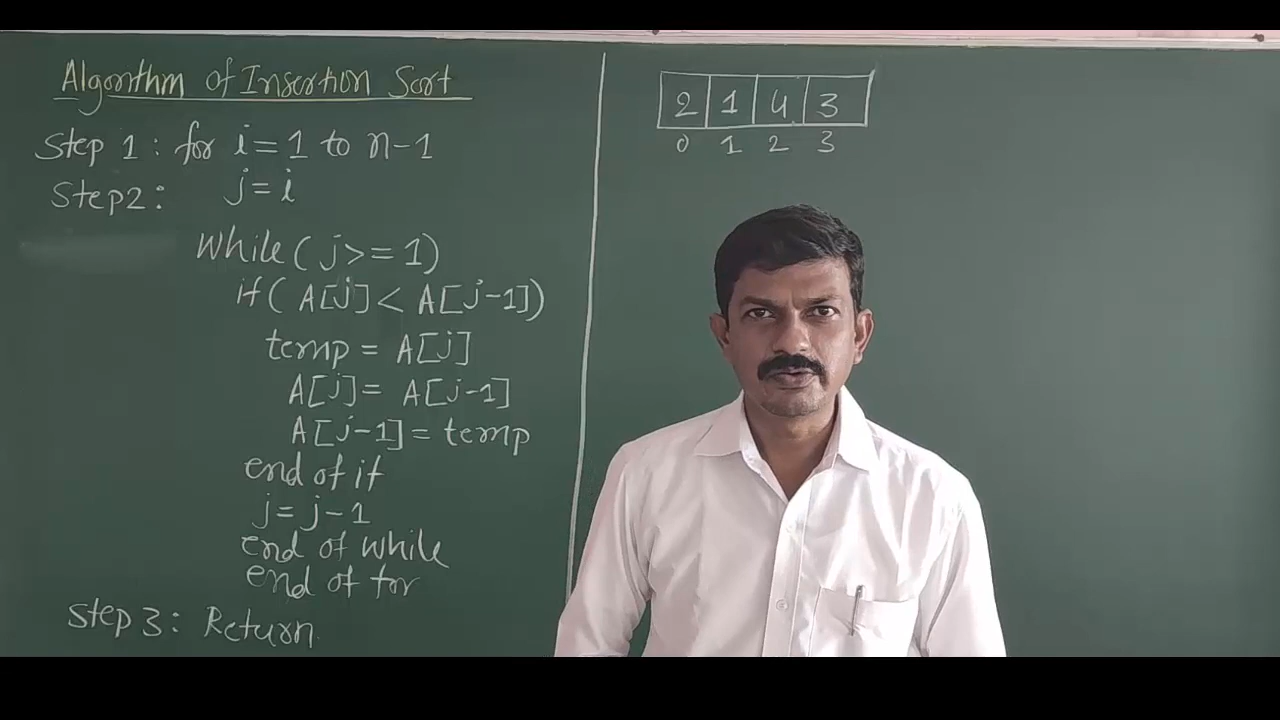 Algorithm of Insertion Sort
Step 1: for i=1 to n-1
Step2: j=i
While(j>=1)
if(A[j]<A[j-1])
temp = A[j]
A[j]= A[j-1]
A[j-1]=temp
end of if
j=j-1
end of while
end of for
Step 3: Return.
2 1 4 3
0 1 2 3